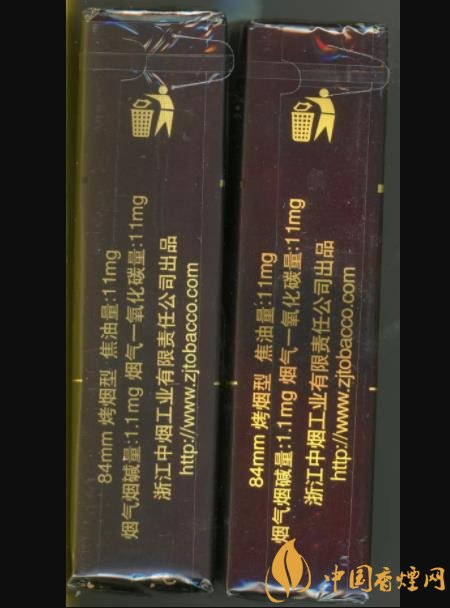 84mm 烤烟型 焦油量:11mg
烟气烟碱量:1.1mg 烟气一氧化碳量:11mg
浙江中烟工业有限责任公司出品
http://www.zjtobacco.com
84mm 烤烟型 焦油量:11mg
烟气烟碱量:1.1mg 烟气一氧化碳量:11mg
浙江中烟工业有限责任公司出品
http://www.zjtobacco.com
中国香煙网